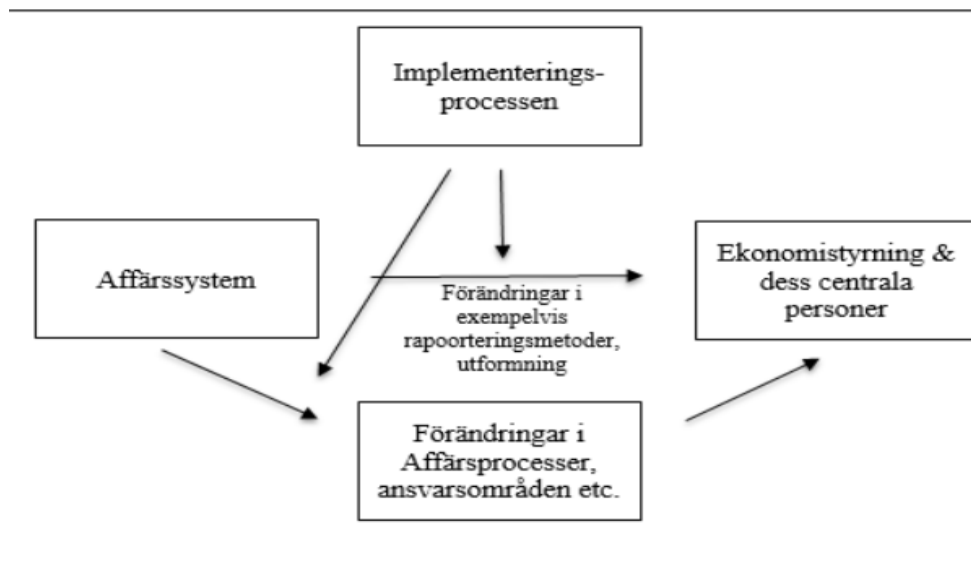 Implementerings-
processen
Affärssystem
Ekonomistyrning &
dess centrala
personer
Förändringar i
exempelvis
rapoorteringsmetoder,
utformning
Förändringar i
Affärsprocesser,
ansvarsområden etc.